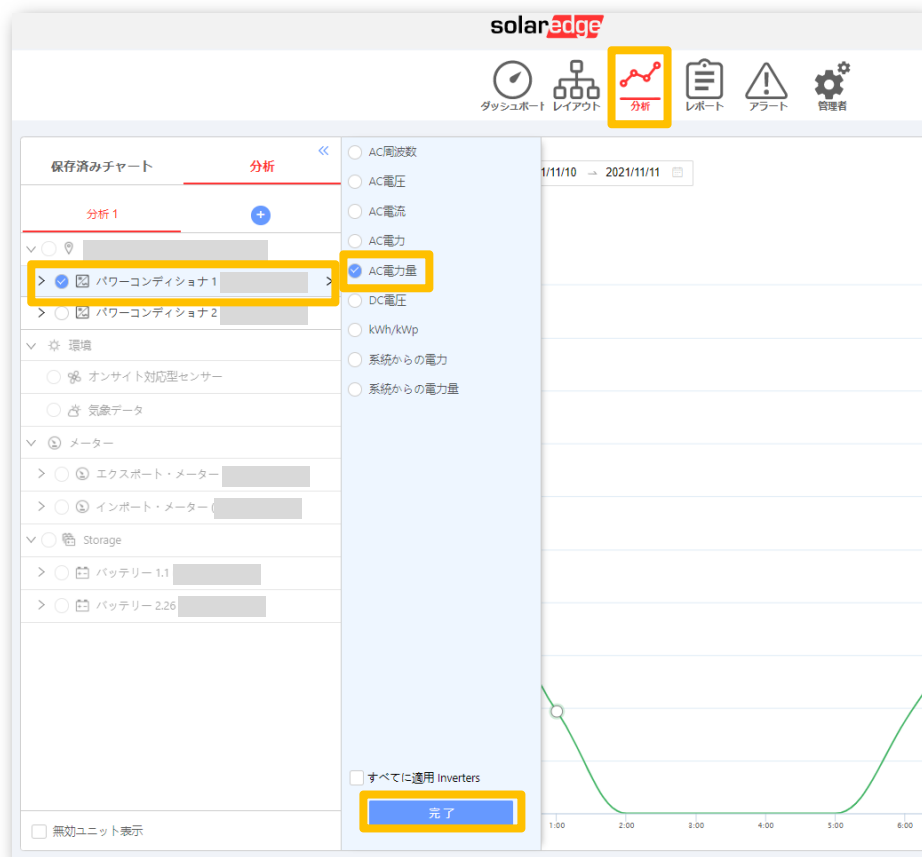 solaredge
ダッシュボート レイアウト 分析 レポート アラート 管理者
保存済みチャート 分析
分析 1
パワーコンディショナ 1
パワーコンディショナ 2
環境
オンサイト対応型センサー
気象データ
メーター
エクスポート・メーター
インポート・メーター (
Storage
バッテリー 1.1
バッテリー 2.26
無効ユニット表示
AC周波数
AC電圧
AC電流
AC電力
AC電力量
DC電圧
kWh/kWp
系統からの電力
系統からの電力量
すべてに適用 Inverters
完了
1/11/10 → 2021/11/11
1:00 2:00 3:00 4:00 5:00 6:00